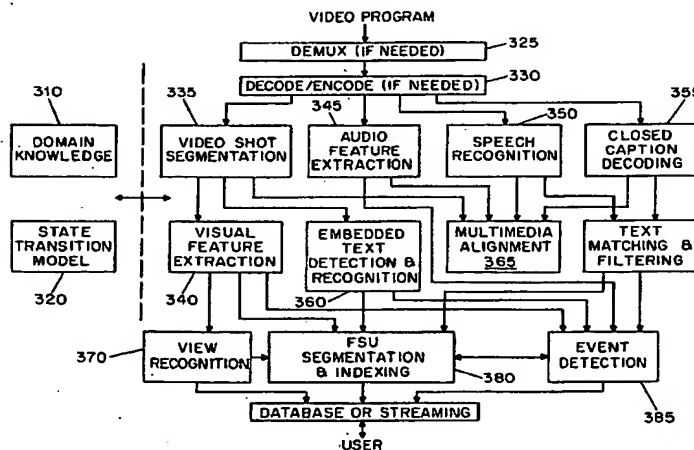 VIDEO PROGRAM
DEMUX (IF NEEDED)
325
DECODE/ENCODE (IF NEEDED)
330
310
335
345
350
355
DOMAIN
KNOWLEDGE
VIDEO SHOT
SEGMENTATION
AUDIO
FEATURE
EXTRACTION
SPEECH
RECOGNITION
CLOSED
CAPTION
DECODING
STATE
TRANSITION
MODEL
320
VISUAL
FEATURE
EXTRACTION
340
EMBEDDED
TEXT
DETECTION &
RECOGNITION
360
MULTIMEDIA
ALIGNMENT
365
TEXT
MATCHING &
FILTERING
370
VIEW
RECOGNITION
FSU
SEGMENTATION
& INDEXING
380
EVENT
DETECTION
385
DATABASE OR STREAMING
USER